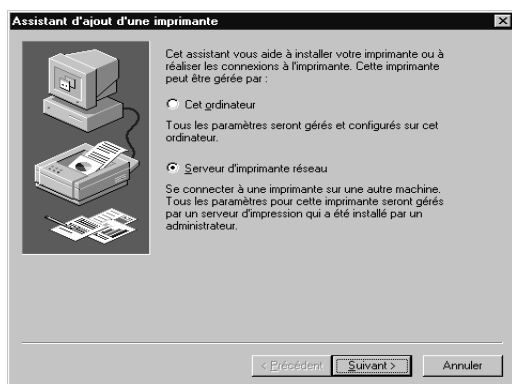 Assistant d'ajout d'une imprimante
Cet assistant vous aide à installer votre imprimante ou à
réaliser les connexions à l'imprimante. Cette imprimante
peut être gérée par :
Cet ordinateur
Tous les paramètres seront gérés et configurés sur cet
ordinateur.
Serveur d'imprimante réseau
Se connecter à une imprimante sur une autre machine.
Tous les paramètres pour cette imprimante seront gérés
par un serveur d'impression qui a été installé par un
administrateur.
< Précédent Suivant > Annuler